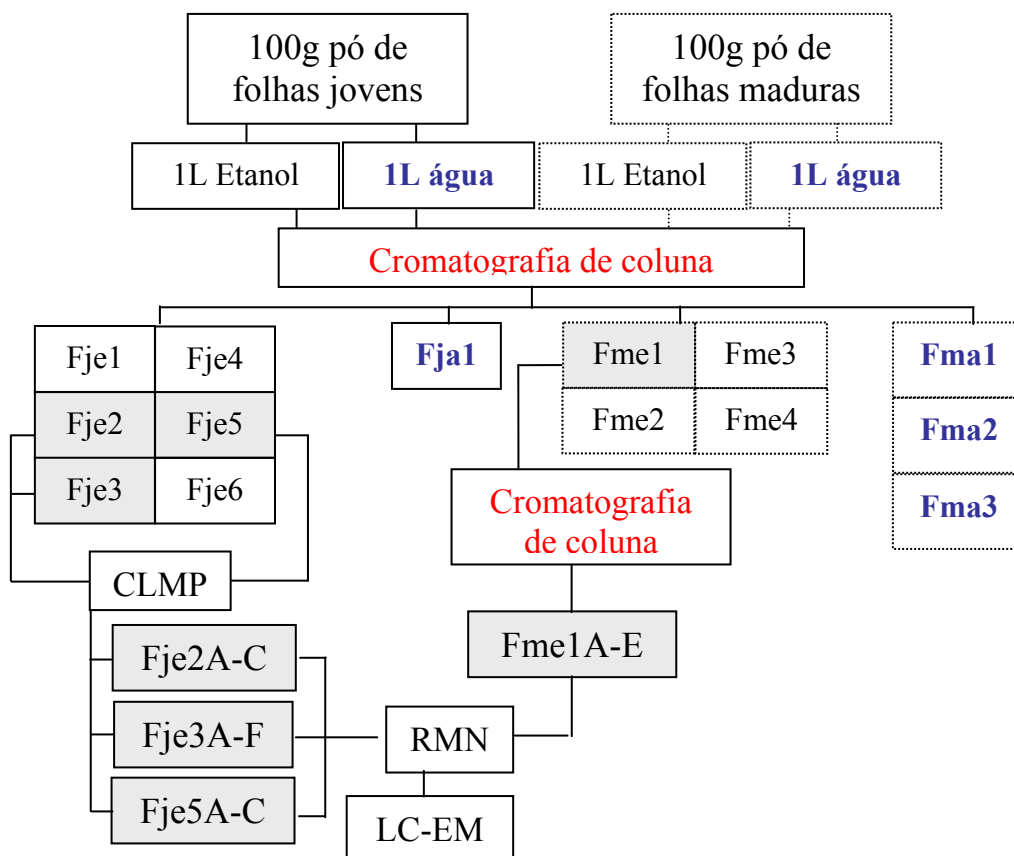 100g pó de
folhas jovens
100g pó de
folhas maduras
1L Etanol
1L água
1L Etanol
1L água
Cromatografia de coluna
Fje1
Fje4
Fje2
Fje5
Fje3
Fje6
Fja1
Fme1
Fme3
Fme2
Fme4
Fma1
Fma2
Fma3
Cromatografia
de coluna
CLMP
Fme1A-E
Fje2A-C
Fje3A-F
Fje5A-C
RMN
LC-EM